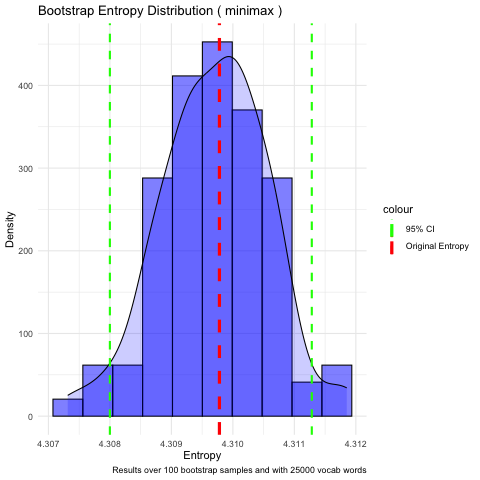 Bootstrap Entropy Distribution ( minimax )
Density
400
300
200
100
0
4.307 4.308 4.309 4.310 4.311 4.312
Entropy
colour
95% CI
Original Entropy
Results over 100 bootstrap samples and with 25000 vocab words